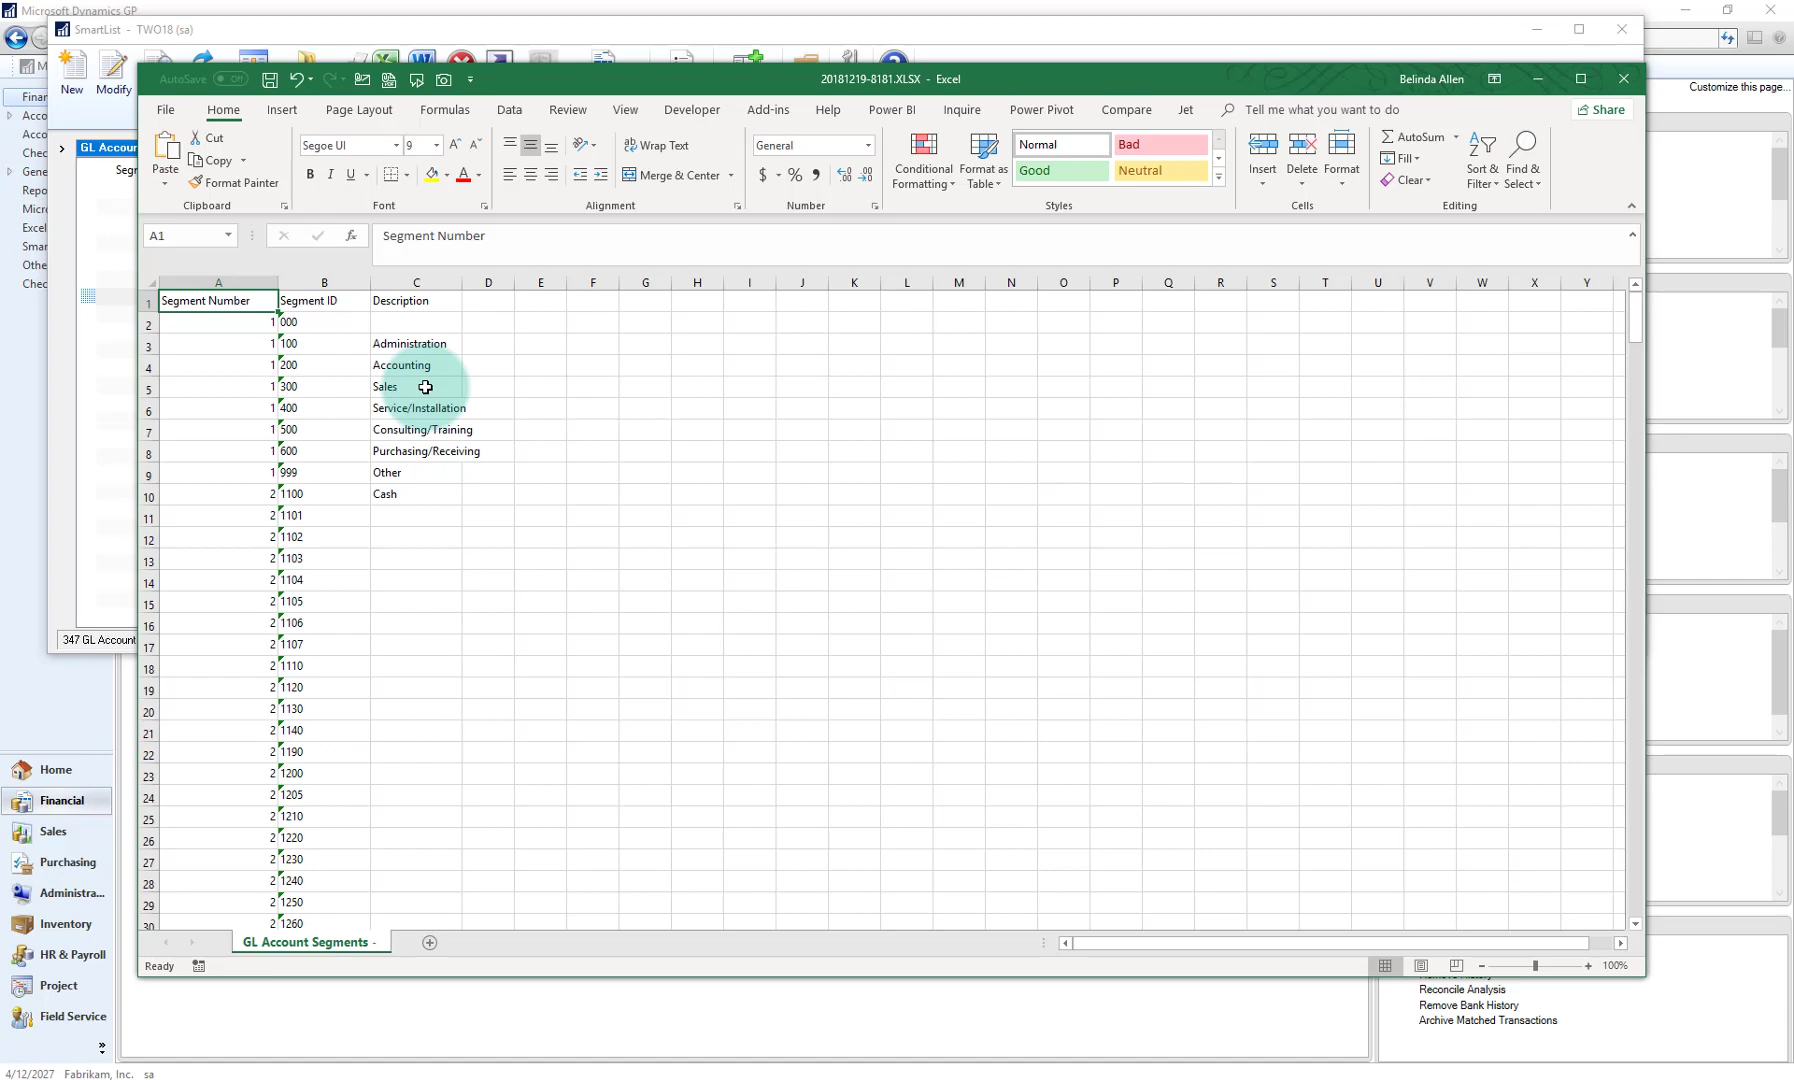 Microsoft Dynamics GP
SmartList - TWO18 (sa)
New
Modify
Customize this page...
AutoSave Off
20181219-8181.XLSX - Excel
Belinda Allen
File Home Insert Page Layout Formulas Data Review View Developer Add-ins Help Power BI Inquire Power Pivot Compare Jet Tell me what you want to do Share
Paste
Cut
Copy
Format Painter
Clipboard
Segoe UI 9
B I U
Font
Wrap Text
Merge & Center
Alignment
General
$ % ,
Number
Conditional Formatting
Format as Table
Normal Bad
Good Neutral
Styles
Insert Delete Format
Cells
AutoSum
Fill
Clear
Sort & Filter
Find & Select
Editing
A1
fx
Segment Number
A B C D E F G H I J K L M N O P Q R S T U V W X Y
1 Segment Number Segment ID Description
2 1 000
3 1 100 Administration
4 1 200 Accounting
5 1 300 Sales
6 1 400 Service/Installation
7 1 500 Consulting/Training
8 1 600 Purchasing/Receiving
9 1 999 Other
10 2 1100 Cash
11 2 1101
12 2 1102
13 2 1103
14 2 1104
15 2 1105
16 2 1106
17 2 1107
18 2 1110
19 2 1120
20 2 1130
21 2 1140
22 2 1190
23 2 1200
24 2 1205
25 2 1210
26 2 1220
27 2 1230
28 2 1240
29 2 1250
30 2 1260
GL Account Segments -
Ready
100%
Finan
Acco
Acco
Chec
Gene
Repo
Micr
Excel
Smar
Othe
Chec
GL Accour
Segr
347 GL Account
Home
Financial
Sales
Purchasing
Administra...
Inventory
HR & Payroll
Project
Field Service
Reconcile Analysis
Remove Bank History
Archive Matched Transactions
4/12/2027 Fabrikam, Inc. sa